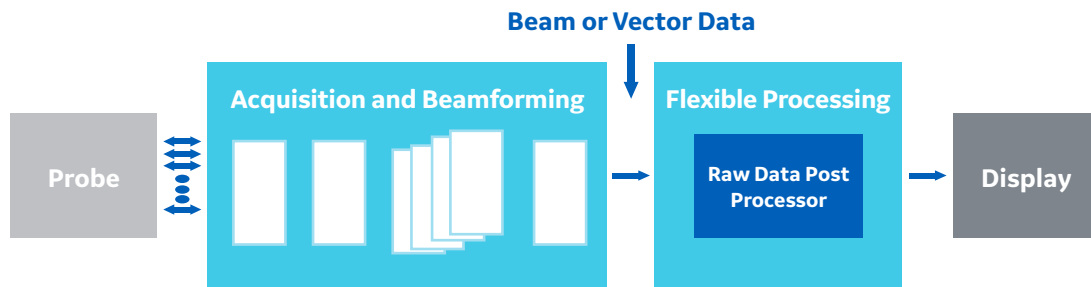 Beam or Vector Data
Acquisition and Beamforming
Flexible Processing
Probe
Raw Data Post
Processor
Display